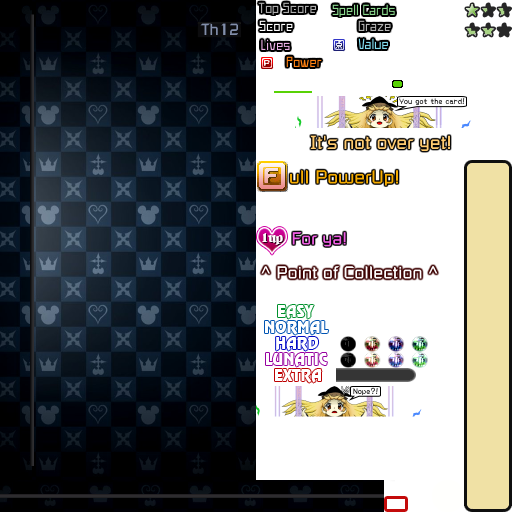 Th12
Top Score
Spell Cards
Score
Graze
Lives
Value
P Power
You got the card!
It's not over yet!
Full PowerUp!
1up For ya!
^ Point of Collection ^
EASY
NORMAL
HARD
LUNATIC
EXTRA
Nope?!